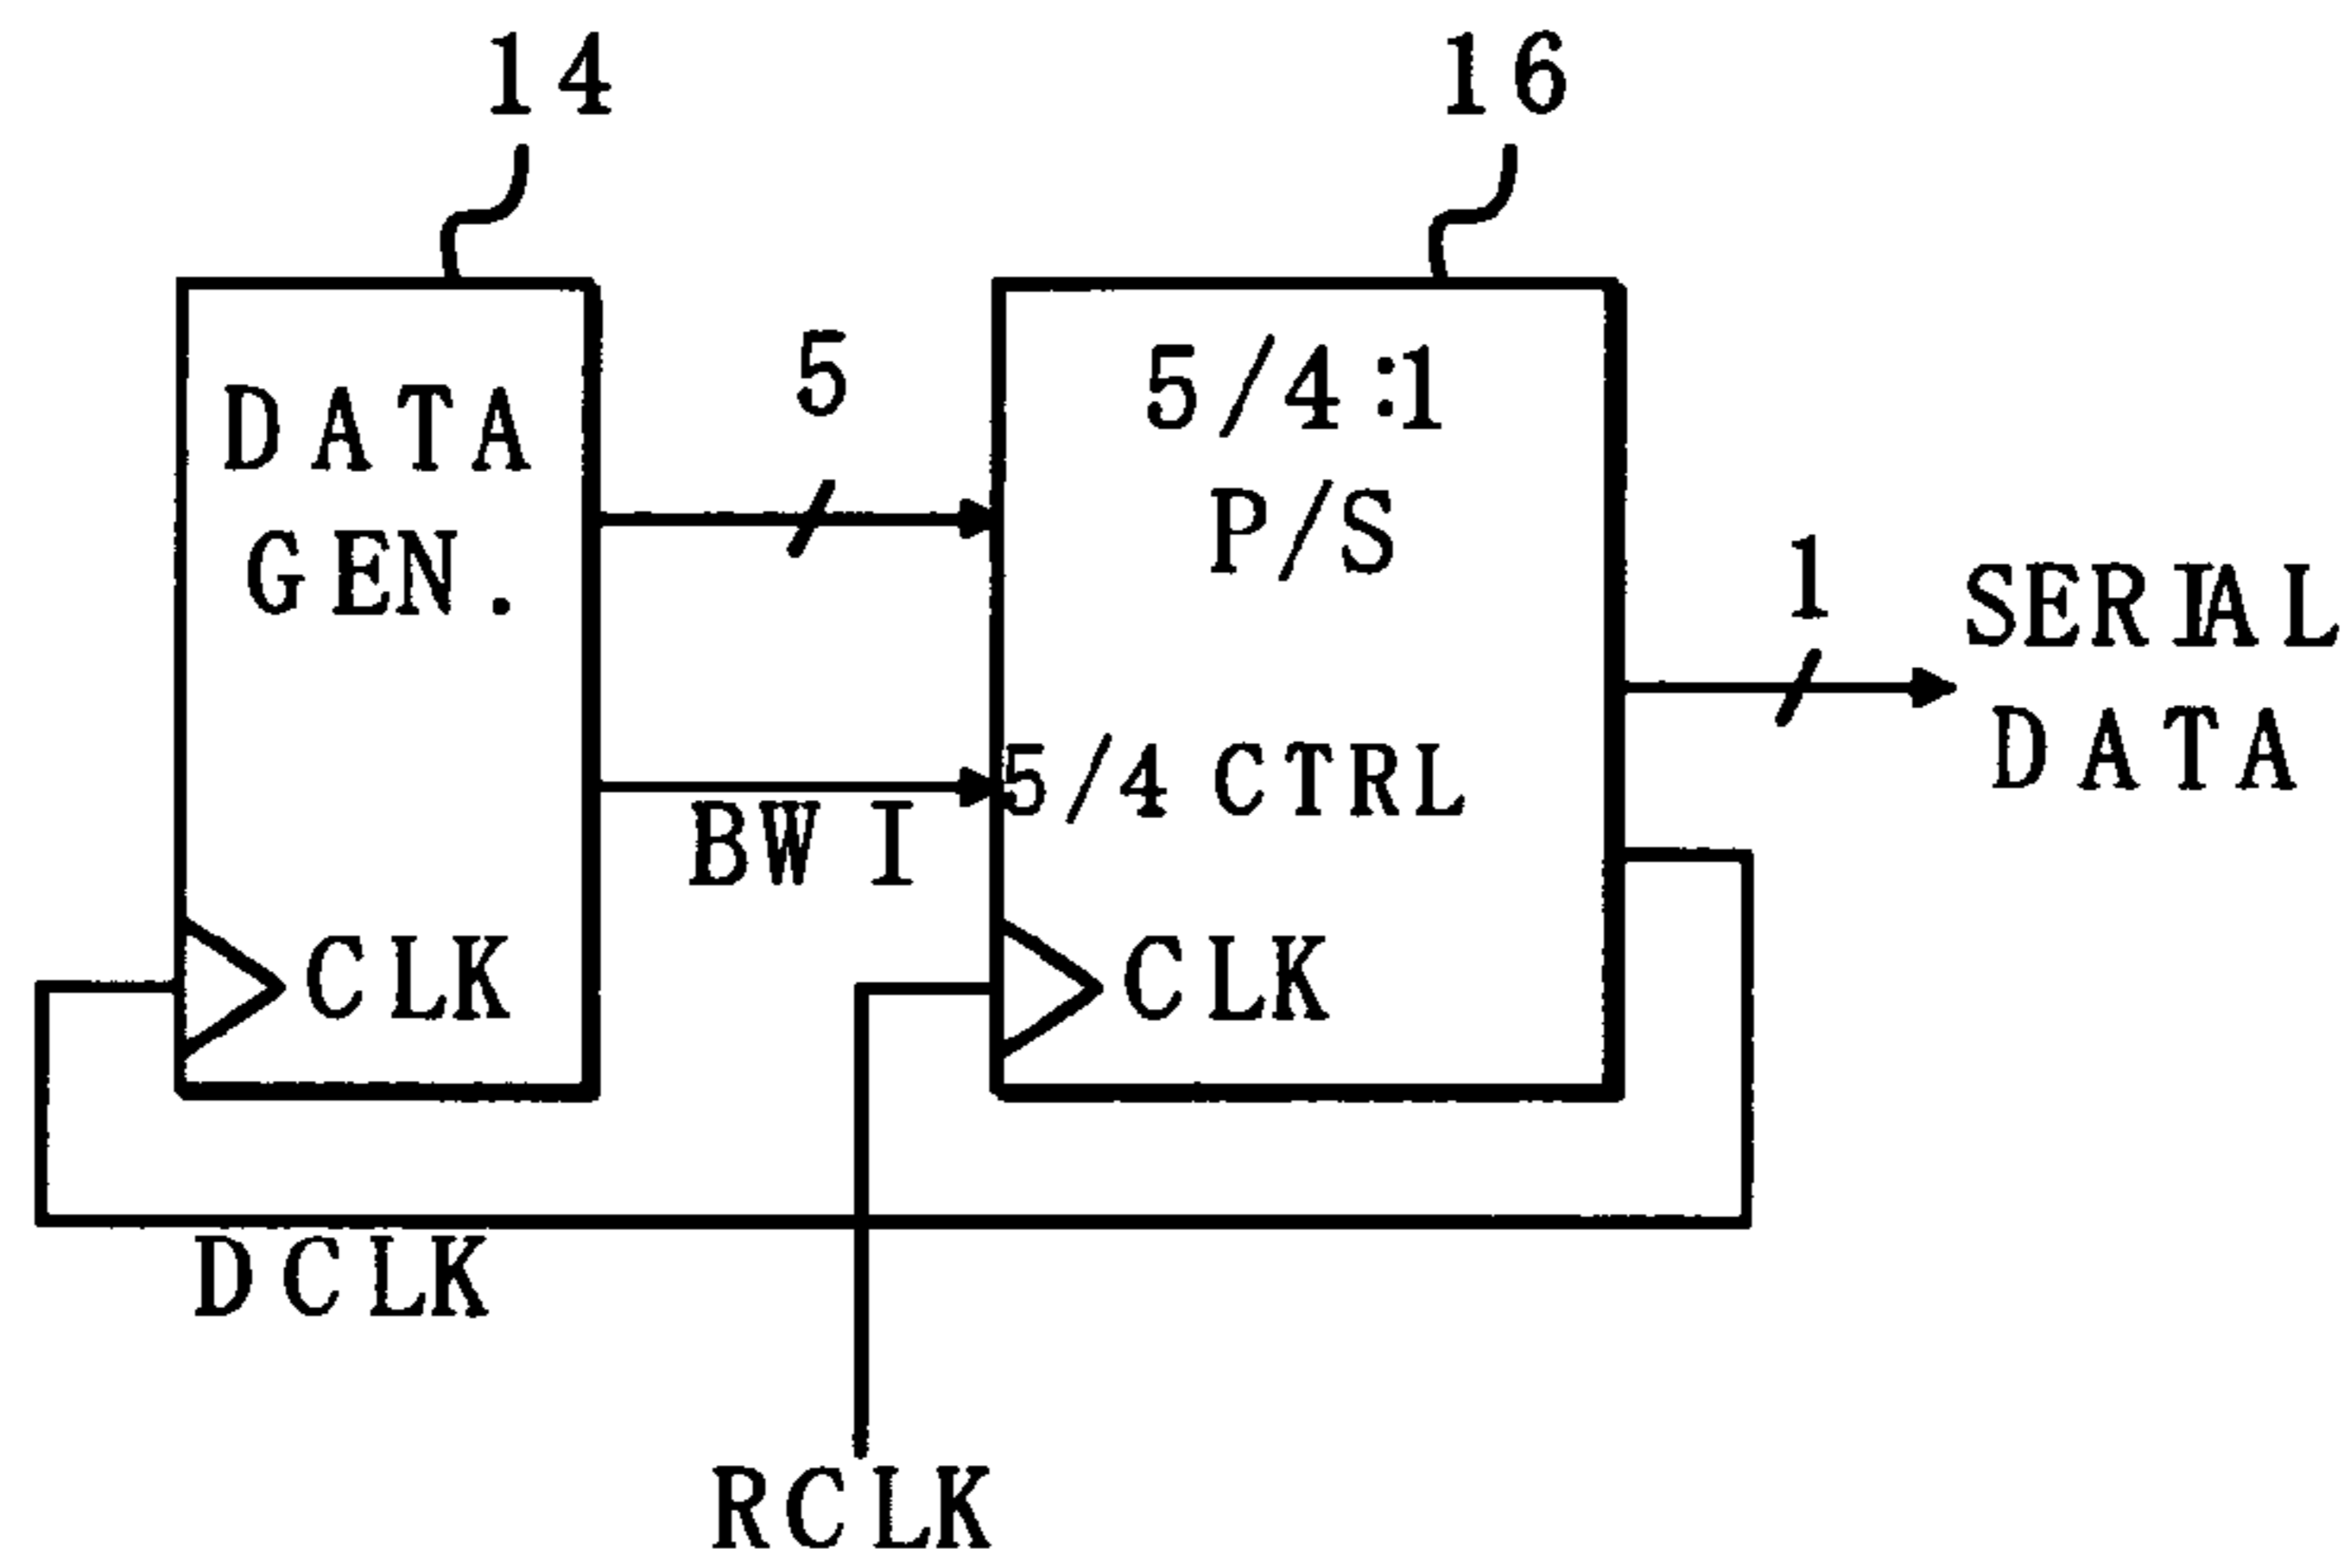 14
16
DATA
GEN.
5
5/4:1
P/S
1
SERIAL
DATA
BWI
5/4 CTRL
CLK
CLK
DCLK
RCLK